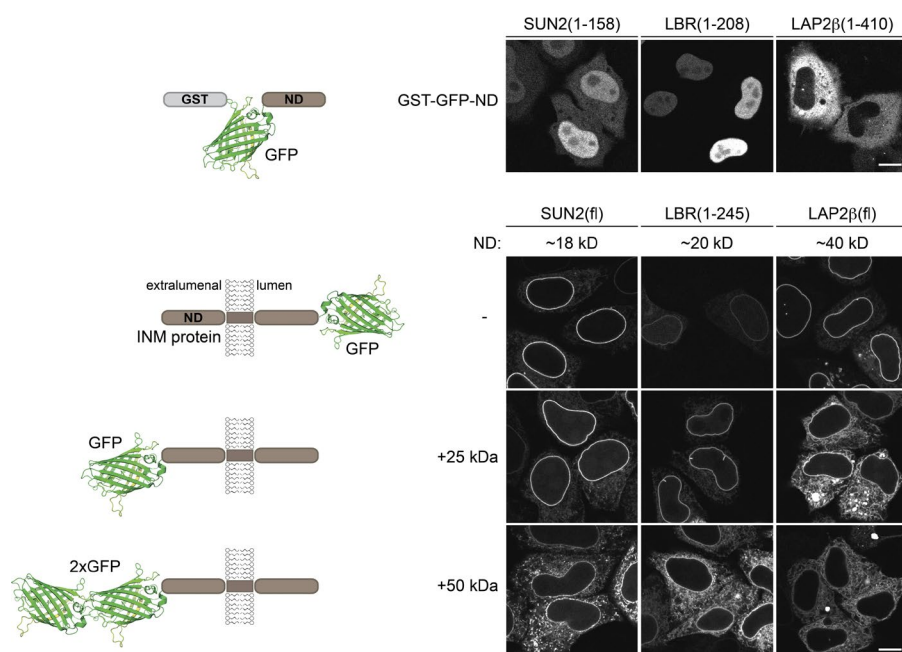 SUN2(1-158) LBR(1-208) LAP2β(1-410)
GST ND
GFP
GST-GFP-ND
SUN2(fl) LBR(1-245) LAP2β(fl)
ND: ~18 kD ~20 kD ~40 kD
extralumenal lumen
ND
INM protein
GFP
-
GFP
+25 kDa
2xGFP
+50 kDa